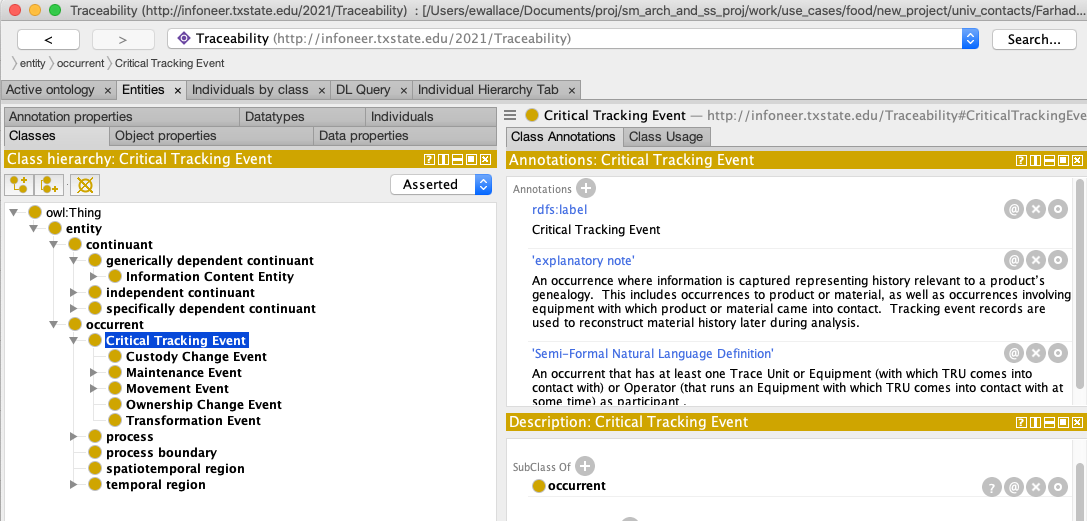 Traceability (http://infoneer.txstate.edu/2021/Traceability) : [/Users/ewallace/Documents/proj/sm_arch_and_ss_proj/work/use_cases/food/new_project/univ_contacts/Farhad...
< > Traceability (http://infoneer.txstate.edu/2021/Traceability) Search...
〉entity 〉occurrent 〉Critical Tracking Event
Active ontology × Entities × Individuals by class × DL Query × Individual Hierarchy Tab ×
Annotation properties Datatypes Individuals
Classes Object properties Data properties
Class hierarchy: Critical Tracking Event
Asserted
owl:Thing
entity
continuant
generically dependent continuant
Information Content Entity
independent continuant
specifically dependent continuant
occurrent
Critical Tracking Event
Custody Change Event
Maintenance Event
Movement Event
Ownership Change Event
Transformation Event
process
process boundary
spatiotemporal region
temporal region
Critical Tracking Event — http://infoneer.txstate.edu/Traceability#CriticalTrackingEve
Class Annotations Class Usage
Annotations: Critical Tracking Event
Annotations
rdfs:label
Critical Tracking Event
'explanatory note'
An occurrence where information is captured representing history relevant to a product's
genealogy. This includes occurrences to product or material, as well as occurrences involving
equipment with which product or material came into contact. Tracking event records are
used to reconstruct material history later during analysis.
'Semi-Formal Natural Language Definition'
An occurrent that has at least one Trace Unit or Equipment (with which TRU comes into
contact with) or Operator (that runs an Equipment with which TRU comes into contact with at
some time) as participant .
Description: Critical Tracking Event
SubClass Of
occurrent